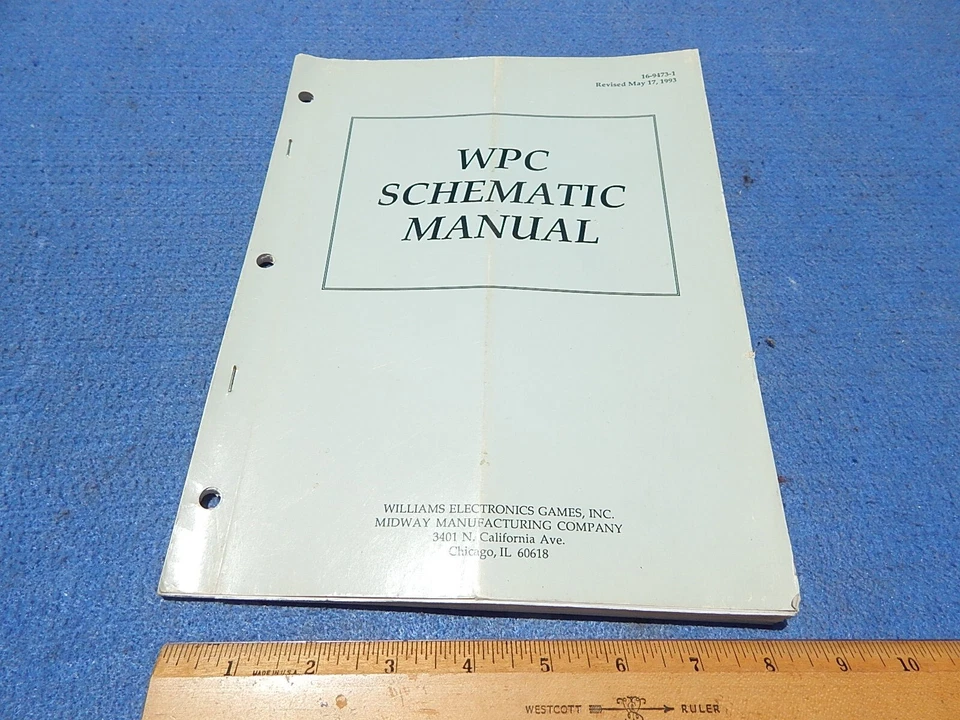 16-9473-1
Revised May 17, 1993
WPC
SCHEMATIC
MANUAL
WILLIAMS ELECTRONICS GAMES, INC.
MIDWAY MANUFACTURING COMPANY
3401 N. California Ave.
Chicago, IL 60618
1 2 3 4 5 6 7 8 9 10
MADE IN U.S.A.
WESTCOTT RULER